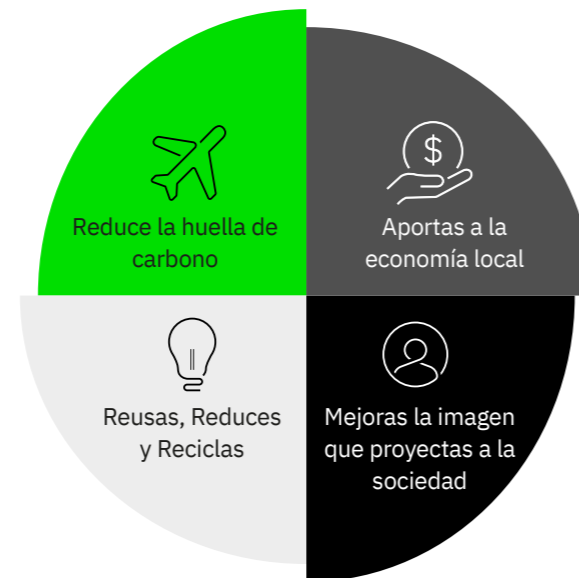 Reduce la huella de
carbono
$
Aportas a la
economía local
Reusas, Reduces
y Reciclas
Mejoras la imagen
que proyectas a la
sociedad